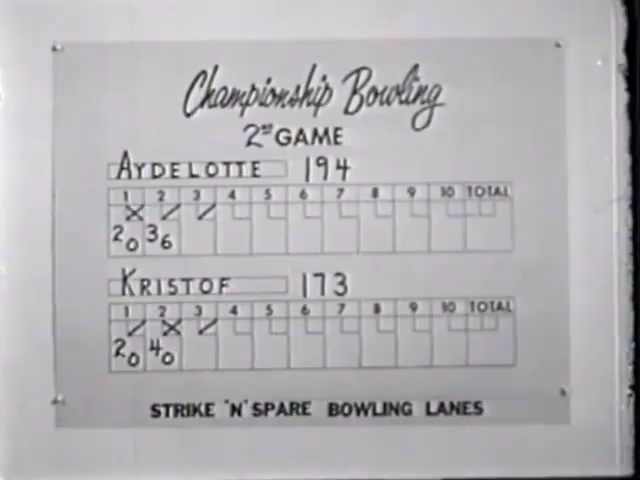 Championship Bowling
2ND GAME
AYDELOTTE 194
1 2 3 4 5 6 7 8 9 10 TOTAL
X / /
20 36
KRISTOF 173
1 2 3 4 5 6 7 8 9 10 TOTAL
/ X /
20 40
STRIKE 'N' SPARE BOWLING LANES